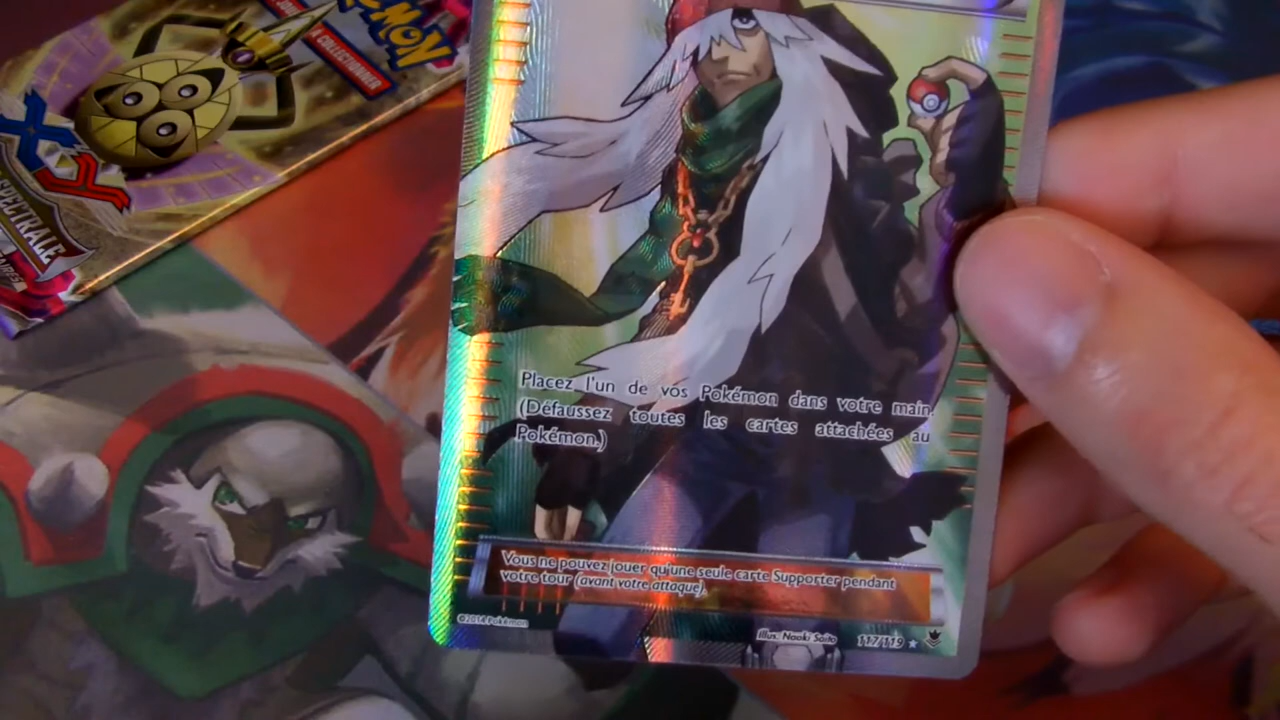 POKÉMON
À COLLECTIONNER
XY
SPECTRALE
Placez l'un de vos Pokémon dans votre main.
(Défaussez toutes les cartes attachées au
Pokémon.)
Vous ne pouvez jouer qu'une seule carte Supporter pendant
votre tour (avant votre attaque).
©2014 Pokémon
Illus. Naoki Saito
117/119